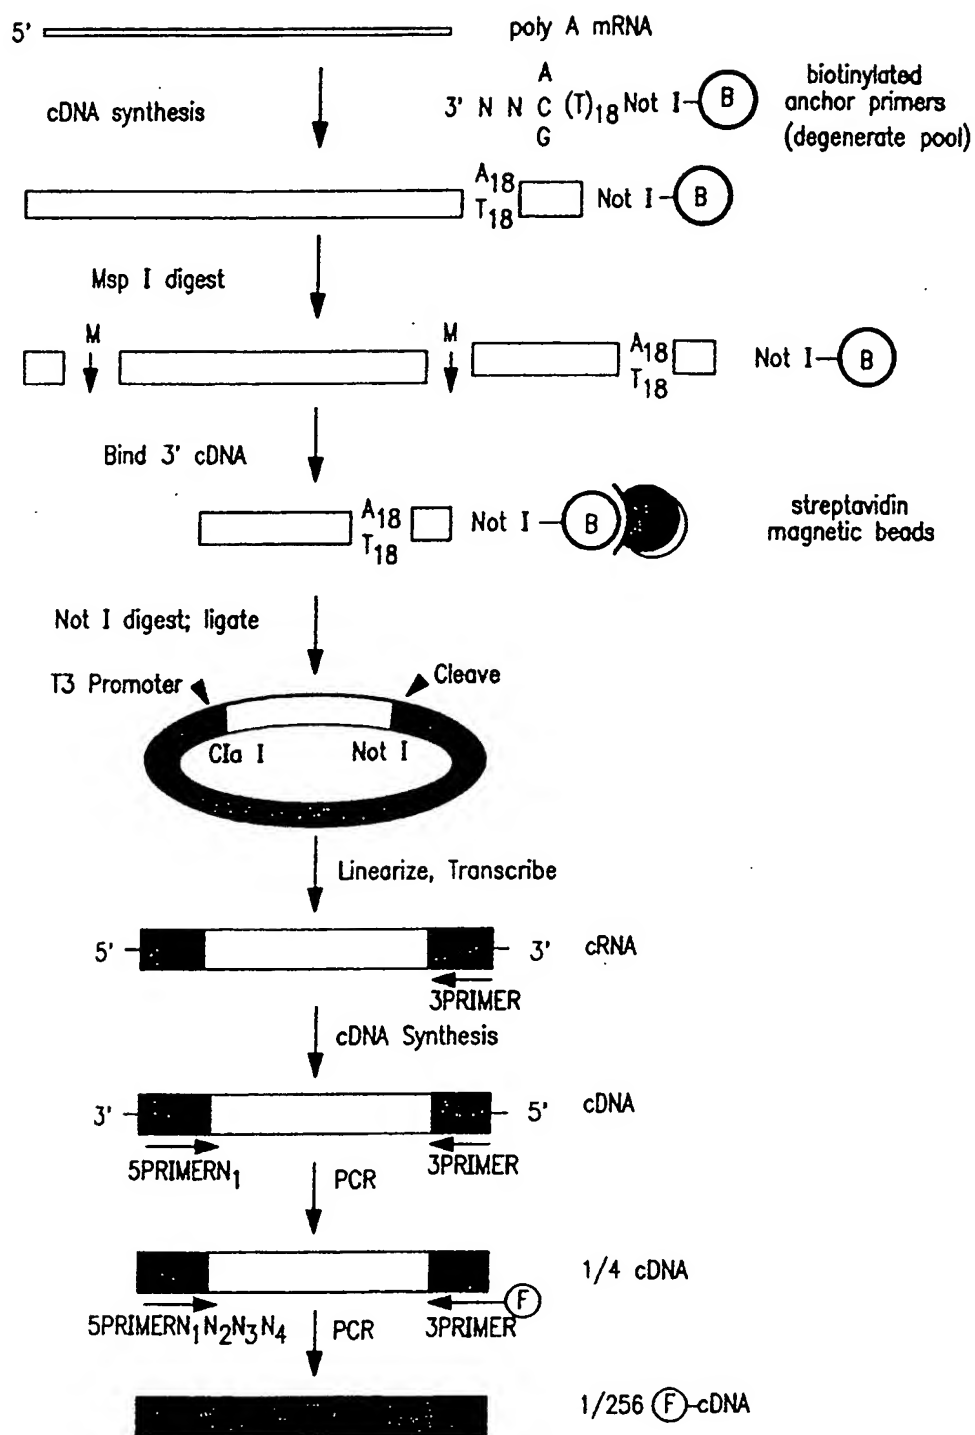 5' poly A mRNA
A
3' N N C (T)18 Not I-B
G
biotinylated
anchor primers
(degenerate pool)
cDNA synthesis
A18
T18
Not I-B
Msp I digest
M M
A18
T18
Not I-B
Bind 3' cDNA
A18
T18
Not I-B
streptavidin
magnetic beads
Not I digest; ligate
T3 Promoter
Cleave
Cla I Not I
Linearize, Transcribe
5' 3' cRNA
3PRIMER
cDNA Synthesis
3' 5' cDNA
5PRIMERN1 3PRIMER
PCR
1/4 cDNA
F
5PRIMERN1N2N3N4 3PRIMER
PCR
1/256 F-cDNA